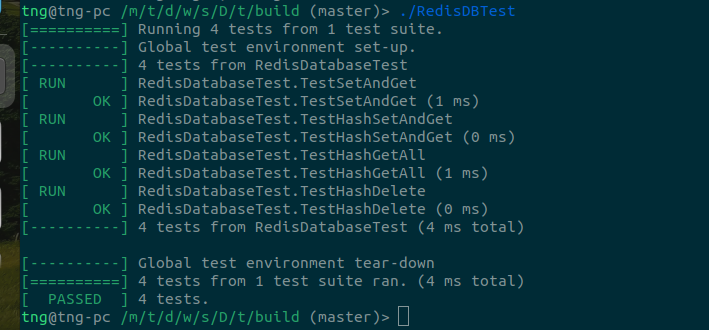 tng@tng-pc /m/t/d/w/s/D/t/build (master)> ./RedisDBTest
[==========] Running 4 tests from 1 test suite.
[----------] Global test environment set-up.
[----------] 4 tests from RedisDatabaseTest
[ RUN      ] RedisDatabaseTest.TestSetAndGet
[       OK ] RedisDatabaseTest.TestSetAndGet (1 ms)
[ RUN      ] RedisDatabaseTest.TestHashSetAndGet
[       OK ] RedisDatabaseTest.TestHashSetAndGet (0 ms)
[ RUN      ] RedisDatabaseTest.TestHashGetAll
[       OK ] RedisDatabaseTest.TestHashGetAll (1 ms)
[ RUN      ] RedisDatabaseTest.TestHashDelete
[       OK ] RedisDatabaseTest.TestHashDelete (0 ms)
[----------] 4 tests from RedisDatabaseTest (4 ms total)

[----------] Global test environment tear-down
[==========] 4 tests from 1 test suite ran. (4 ms total)
[  PASSED  ] 4 tests.
tng@tng-pc /m/t/d/w/s/D/t/build (master)>